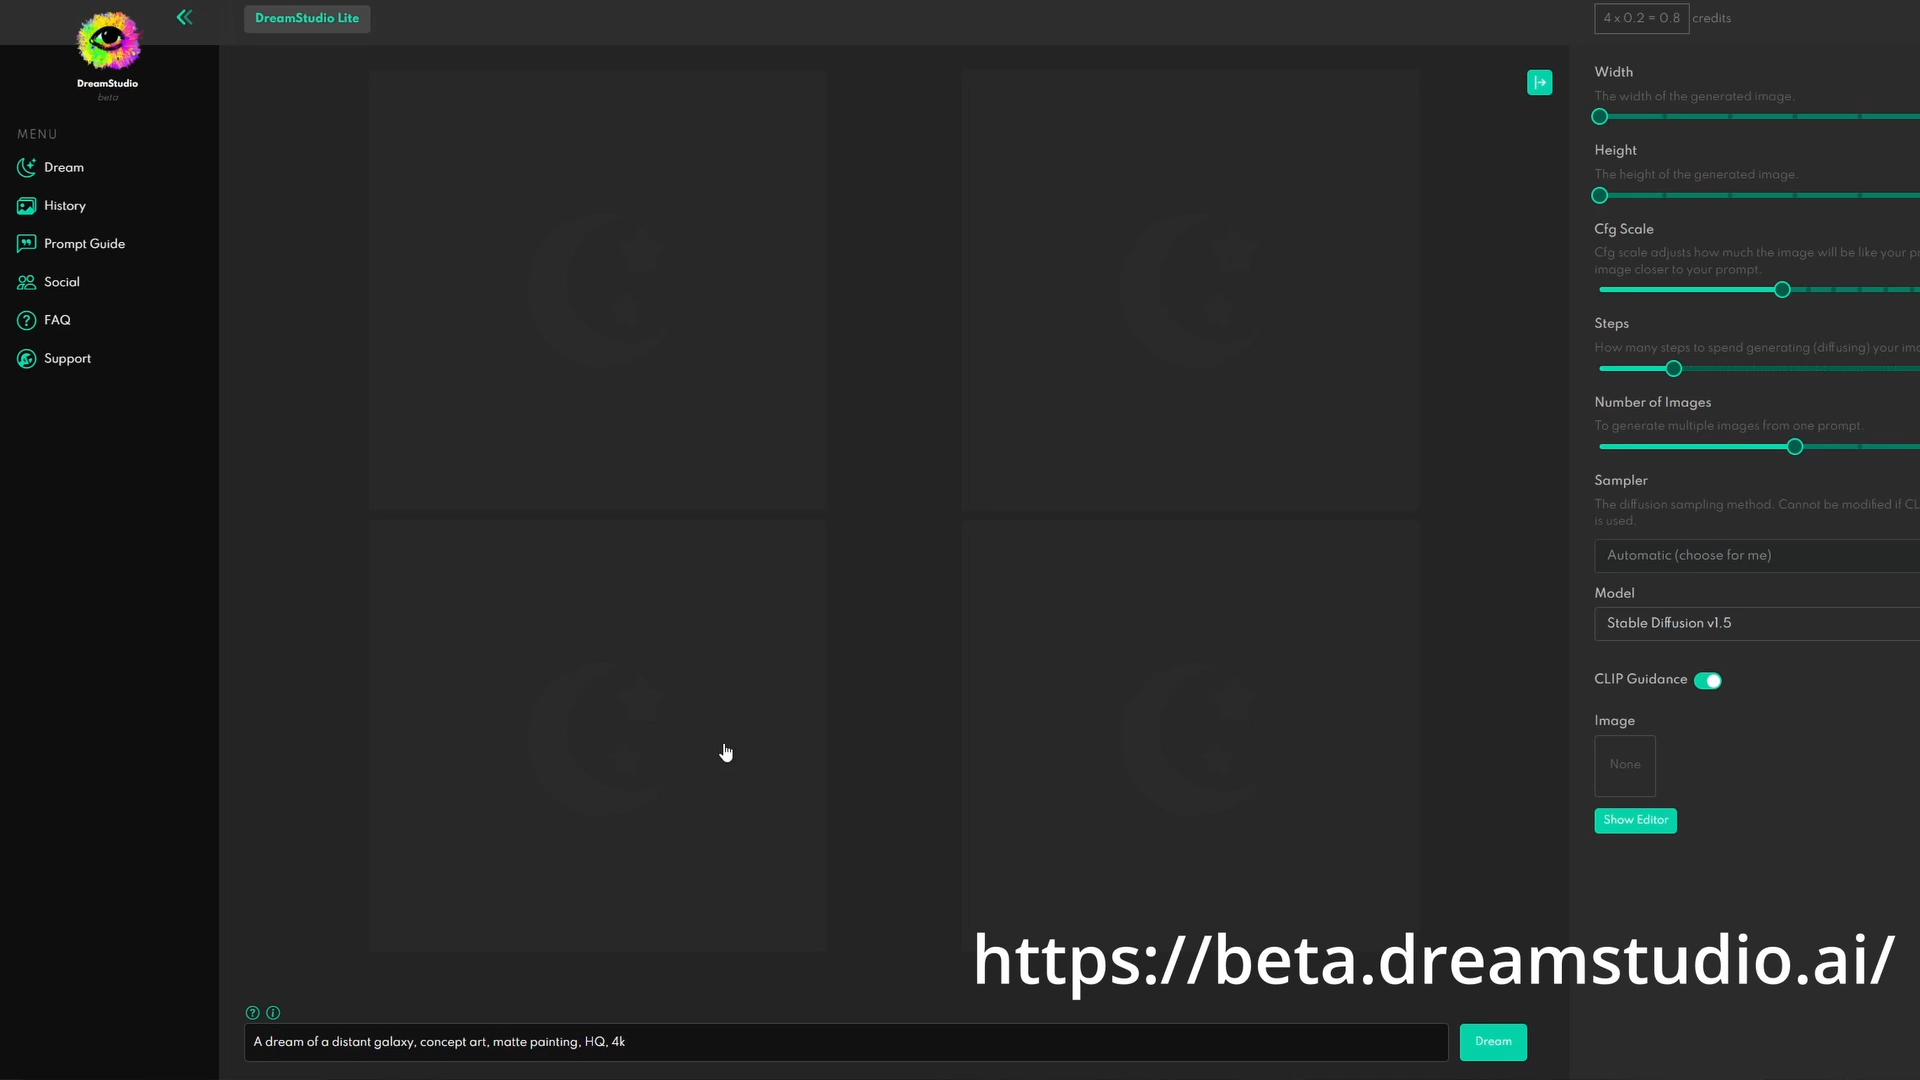 DreamStudio
beta
MENU
Dream
History
Prompt Guide
Social
FAQ
Support
DreamStudio Lite
4 x 0.2 = 0.8 credits
Width
The width of the generated image.
Height
The height of the generated image.
Cfg Scale
Cfg scale adjusts how much the image will be like your
image closer to your prompt.
Steps
How many steps to spend generating (diffusing) your
Number of Images
To generate multiple images from one prompt.
Sampler
The diffusion sampling method. Cannot be modified if
is used.
Automatic (choose for me)
Model
Stable Diffusion v1.5
CLIP Guidance
Image
None
Show Editor
https://beta.dreamstudio.ai/
A dream of a distant galaxy, concept art, matte painting, HQ, 4k
Dream